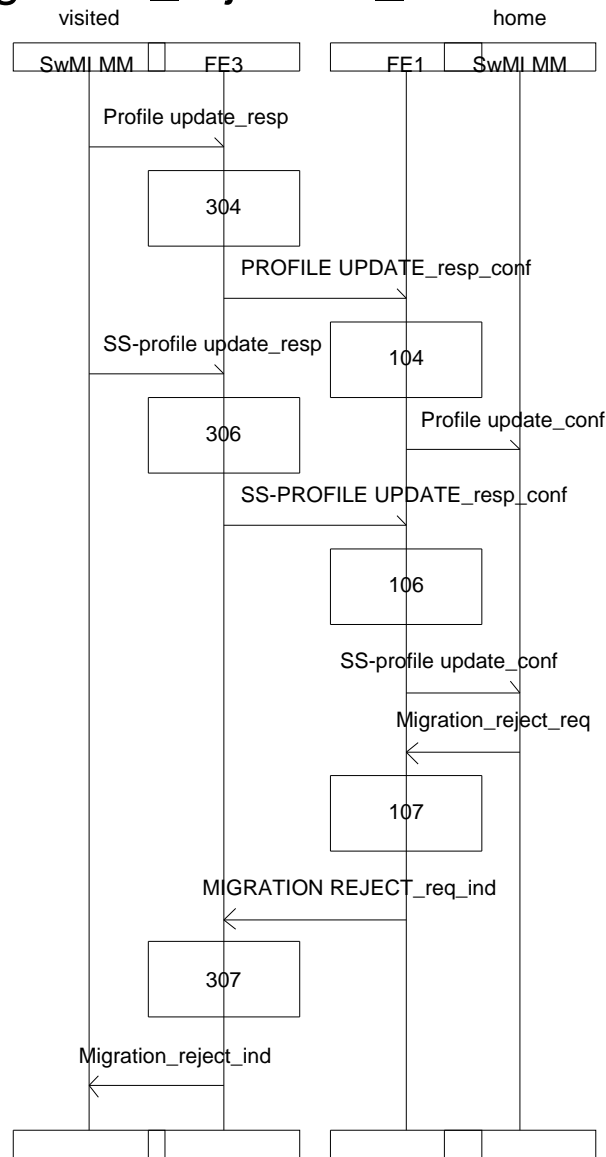 visited home
SwMI MM FE3 FE1 SwMI MM
Profile update_resp
304
PROFILE UPDATE_resp_conf
SS-profile update_resp
104
Profile update_conf
306
SS-PROFILE UPDATE_resp_conf
106
SS-profile update_conf
Migration_reject_req
107
MIGRATION REJECT_req_ind
307
Migration_reject_ind